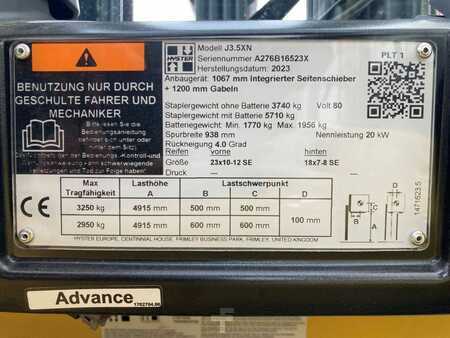 HYSTER
Modell J3.5XN
Seriennummer A276B16523X
Herstellungsdatum 2023
PLT 1
Anbaugerät: 1067 mm Integrierter Seitenschieber
+ 1200 mm Gabeln
BENUTZUNG NUR DURCH
GESCHULTE FAHRER UND
MECHANIKER
Staplergewicht ohne Batterie 3740 kg Volt 80
Staplergewicht mit Batterie 5710 kg
Batteriegewicht Min. 1770 kg Max. 1956 kg
Spurbreite 938 mm Nennleistung 20 kW
Rückneigung 4.0 Grad
Reifen vorne hinten
Größe 23x10-12 SE 18x7-8 SE
Druck --- ---
Max Tragfähigkeit Lasthöhe A Lastschwerpunkt B C D
3250 kg 4915 mm 500 mm 500 mm 100 mm
2950 kg 4915 mm 600 mm 600 mm
CE
D
B
A
C
1471623.5
HYSTER EUROPE, CENTENNIAL HOUSE, FRIMLEY BUSINESS PARK, FRIMLEY, UNITED KINGDOM
Advance